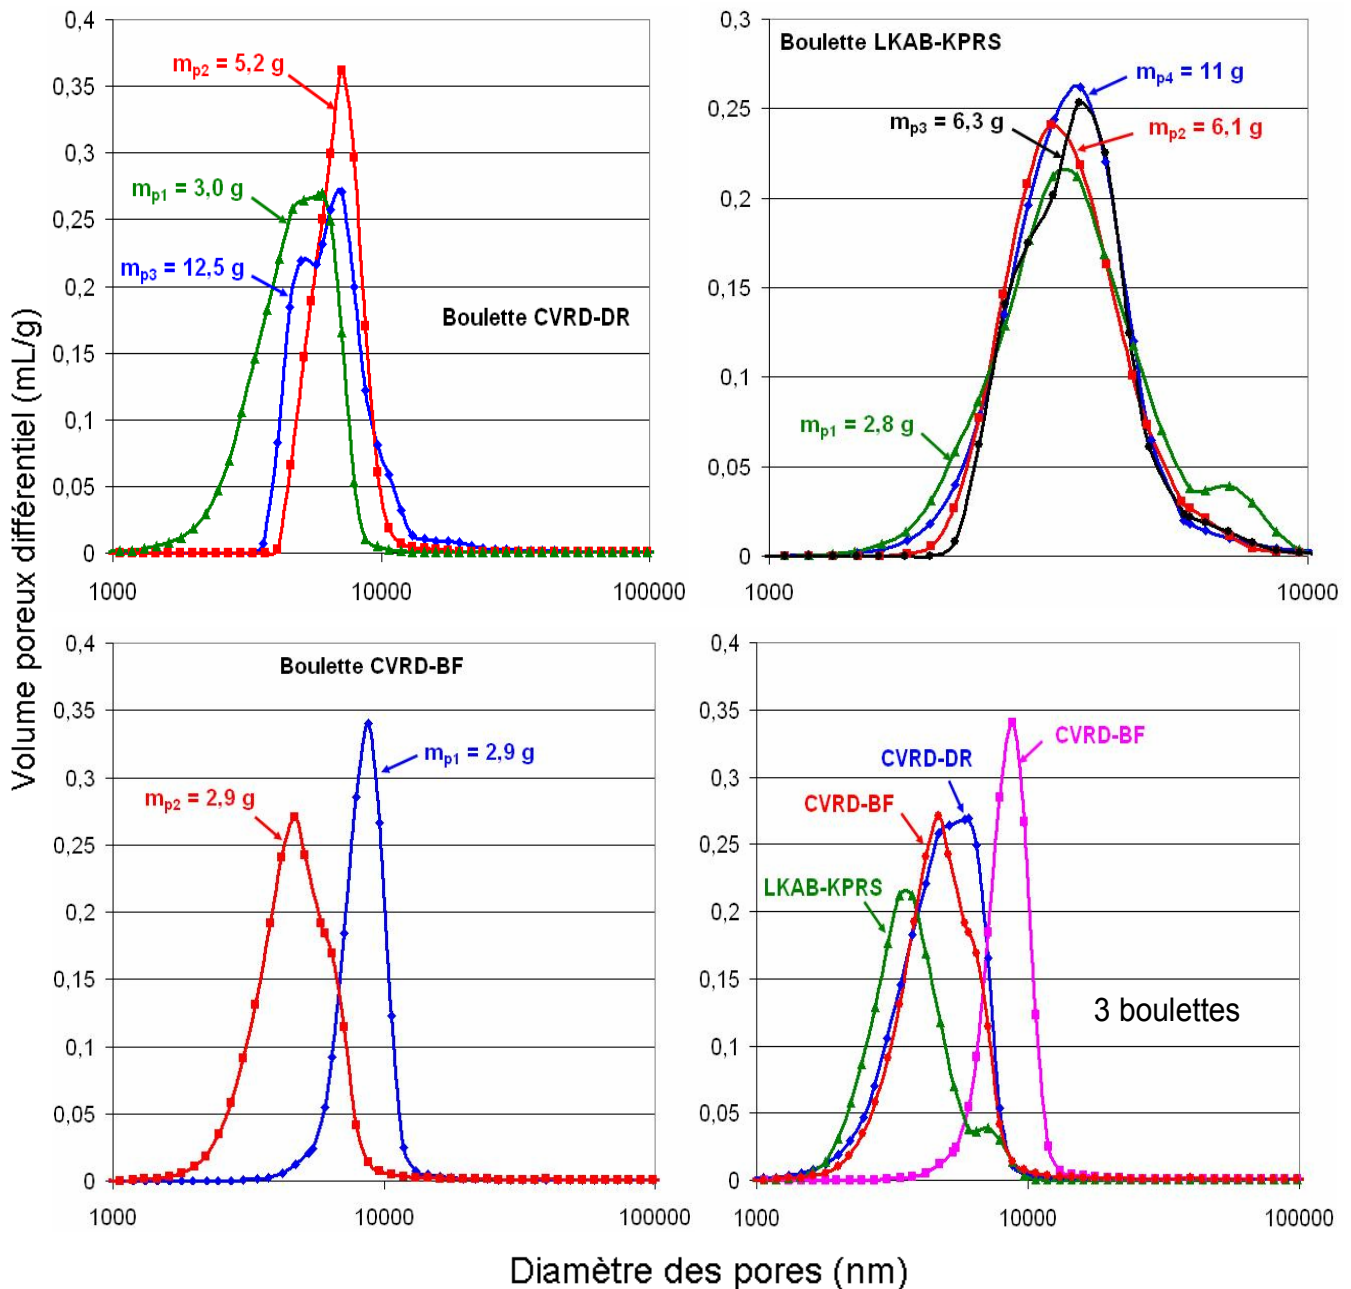 Volume poreux différentiel (mL/g)
0,4
0,35
0,3
0,25
0,2
0,15
0,1
0,05
0
1000
10000
100000
mp2 = 5,2 g
mp1 = 3,0 g
mp3 = 12,5 g
Boulette CVRD-DR
0,3
0,25
0,2
0,15
0,1
0,05
0
1000
10000
Boulette LKAB-KPRS
mp4 = 11 g
mp3 = 6,3 g
mp2 = 6,1 g
mp1 = 2,8 g
0,4
0,35
0,3
0,25
0,2
0,15
0,1
0,05
0
1000
10000
100000
Boulette CVRD-BF
mp1 = 2,9 g
mp2 = 2,9 g
0,4
0,35
0,3
0,25
0,2
0,15
0,1
0,05
0
1000
10000
100000
CVRD-BF
CVRD-DR
CVRD-BF
LKAB-KPRS
3 boulettes
Diamètre des pores (nm)